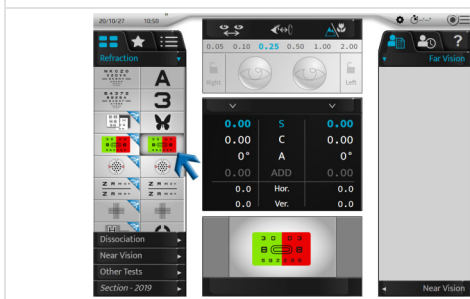 20/10/27 10:50
0.05 0.10 0.25 0.50 1.00 2.00
Refraction
Far Vision
Right
Left
A
3
0.00 S 0.00
0.00 C 0.00
0° A 0°
0.00 ADD 0.00
0.0 Hor. 0.0
0.0 Ver. 0.0
Dissociation
Near Vision
Other Tests
Section - 2019
Near Vision